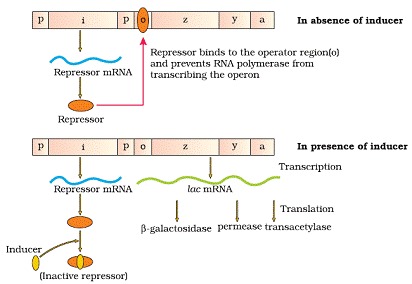 p i p o z y a
In absence of inducer
Repressor binds to the operator region(o)
and prevents RNA polymerase from
transcribing the operon
Repressor mRNA
Repressor
In presence of inducer
p i p o z y a
Transcription
Repressor mRNA
lac mRNA
Translation
β-galactosidase
permease
transacetylase
Inducer
(Inactive repressor)